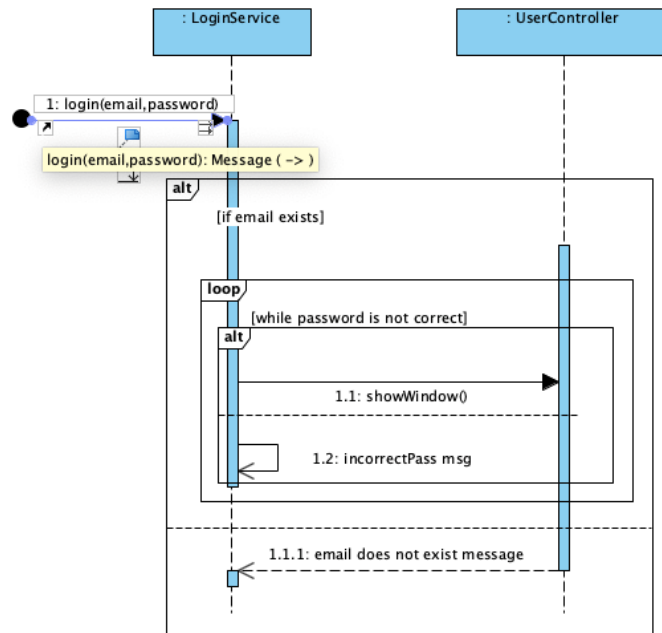 : LoginService
: UserController
1: login(email,password)
login(email,password): Message ( -> )
alt
[if email exists]
loop
[while password is not correct]
alt
1.1: showWindow()
1.2: incorrectPass msg
1.1.1: email does not exist message